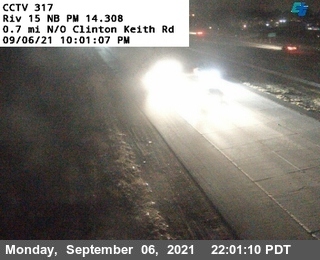 CCTV 317
Riv 15 NB PM 14.308
0.7 mi N/O Clinton Keith Rd
09/06/21 10:01:07 PM
Monday, September 06, 2021 22:01:10 PDT